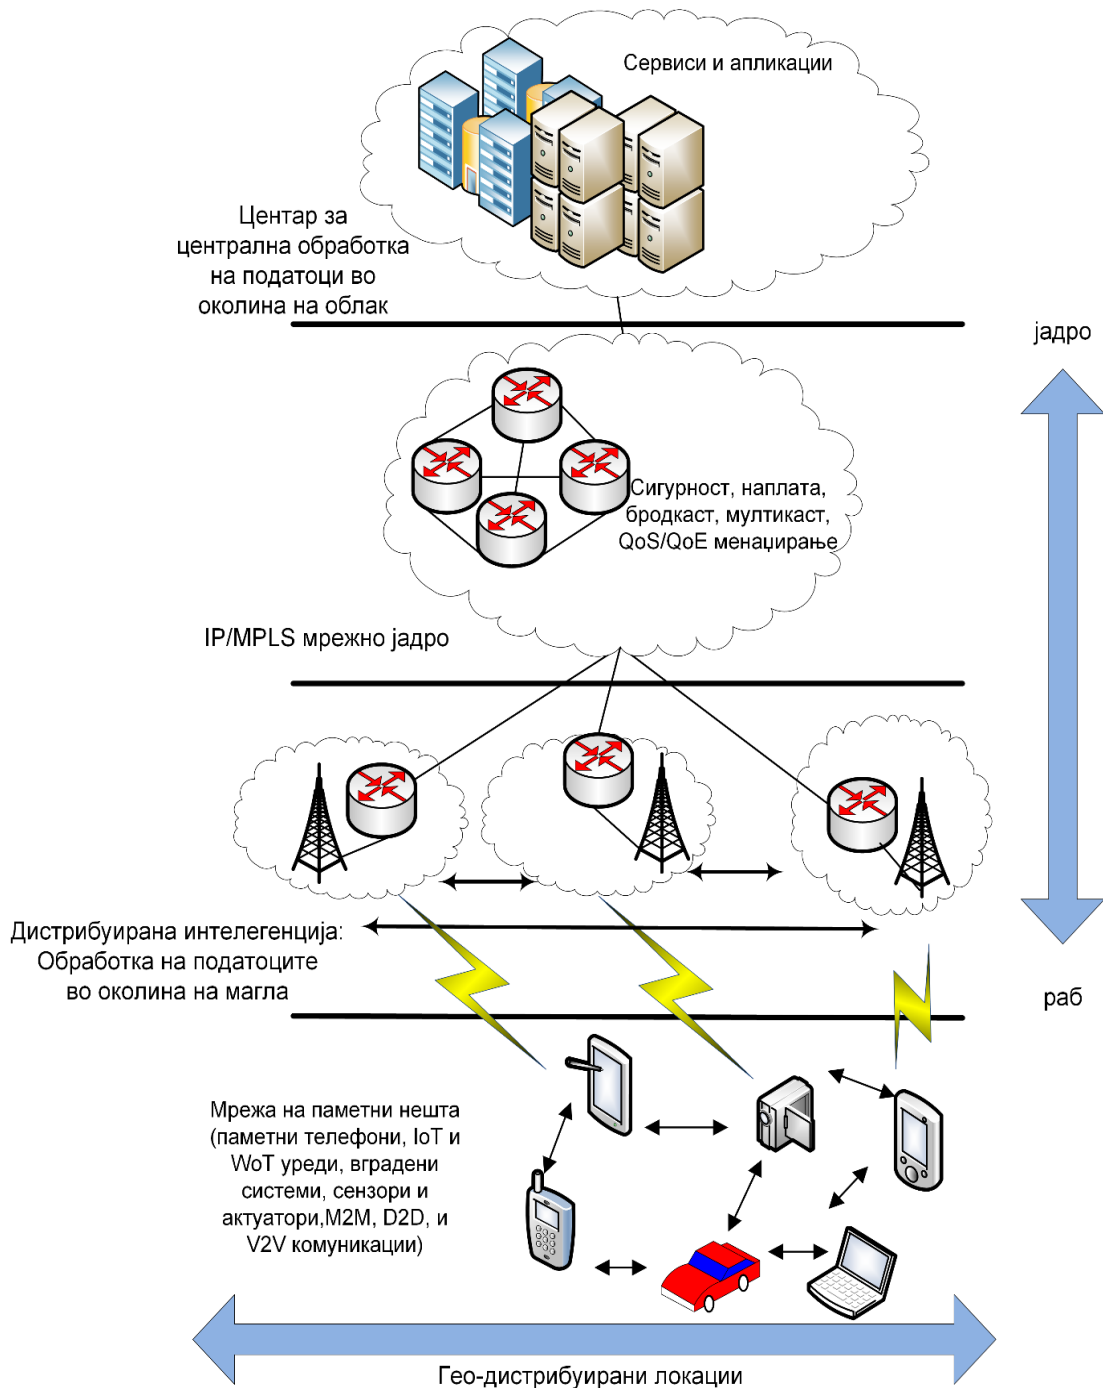 Сервиси и апликации
Центар за
централна обработка
на податоци во
околина на облак
јадро
Сигурност, наплата,
бродкаст, мултикаст,
QoS/QoE менаџирање
IP/MPLS мрежно јадро
Дистрибуирана интелегенција:
Обработка на податоците
во околина на магла
раб
Мрежа на паметни нешта
(паметни телефони, IoT и
WoT уреди, вградени
системи, сензори и
актуатори,M2M, D2D, и
V2V комуникации)
Гео-дистрибуирани локации